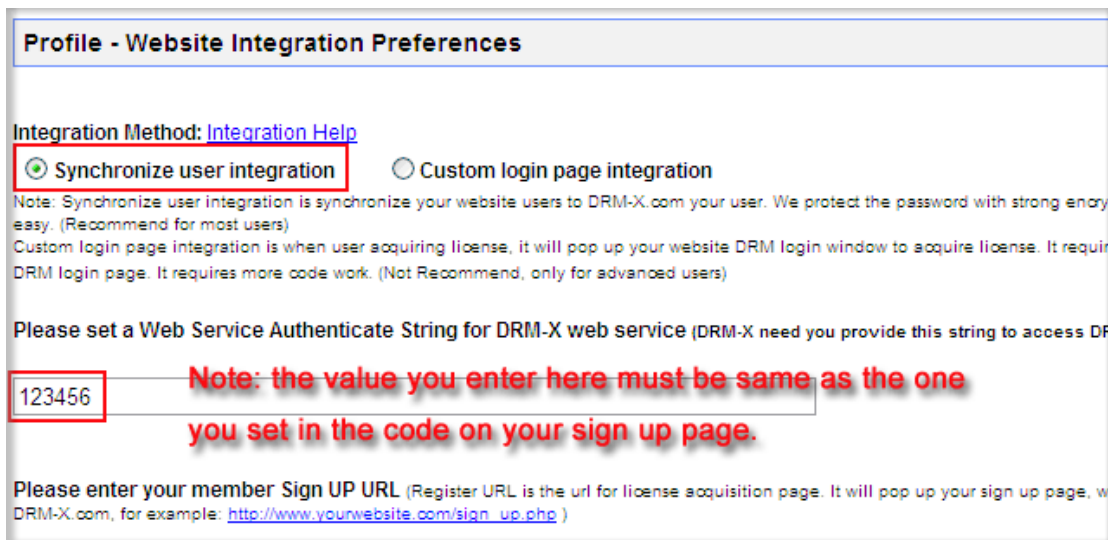 Profile - Website Integration Preferences
Integration Method: Integration Help
Synchronize user integration Custom login page integration
Note: Synchronize user integration is synchronize your website users to DRM-X.com your user. We protect the password with strong encry
easy. (Recommend for most users)
Custom login page integration is when user acquiring license, it will pop up your website DRM login window to acquire license. It requir
DRM login page. It requires more code work. (Not Recommend, only for advanced users)
Please set a Web Service Authenticate String for DRM-X web service (DRM-X need you provide this string to access DR
123456
Note: the value you enter here must be same as the one
you set in the code on your sign up page.
Please enter your member Sign UP URL (Register URL is the url for license acquisition page. It will pop up your sign up page, w
DRM-X.com, for example: http://www.yourwebsite.com/sign_up.php )